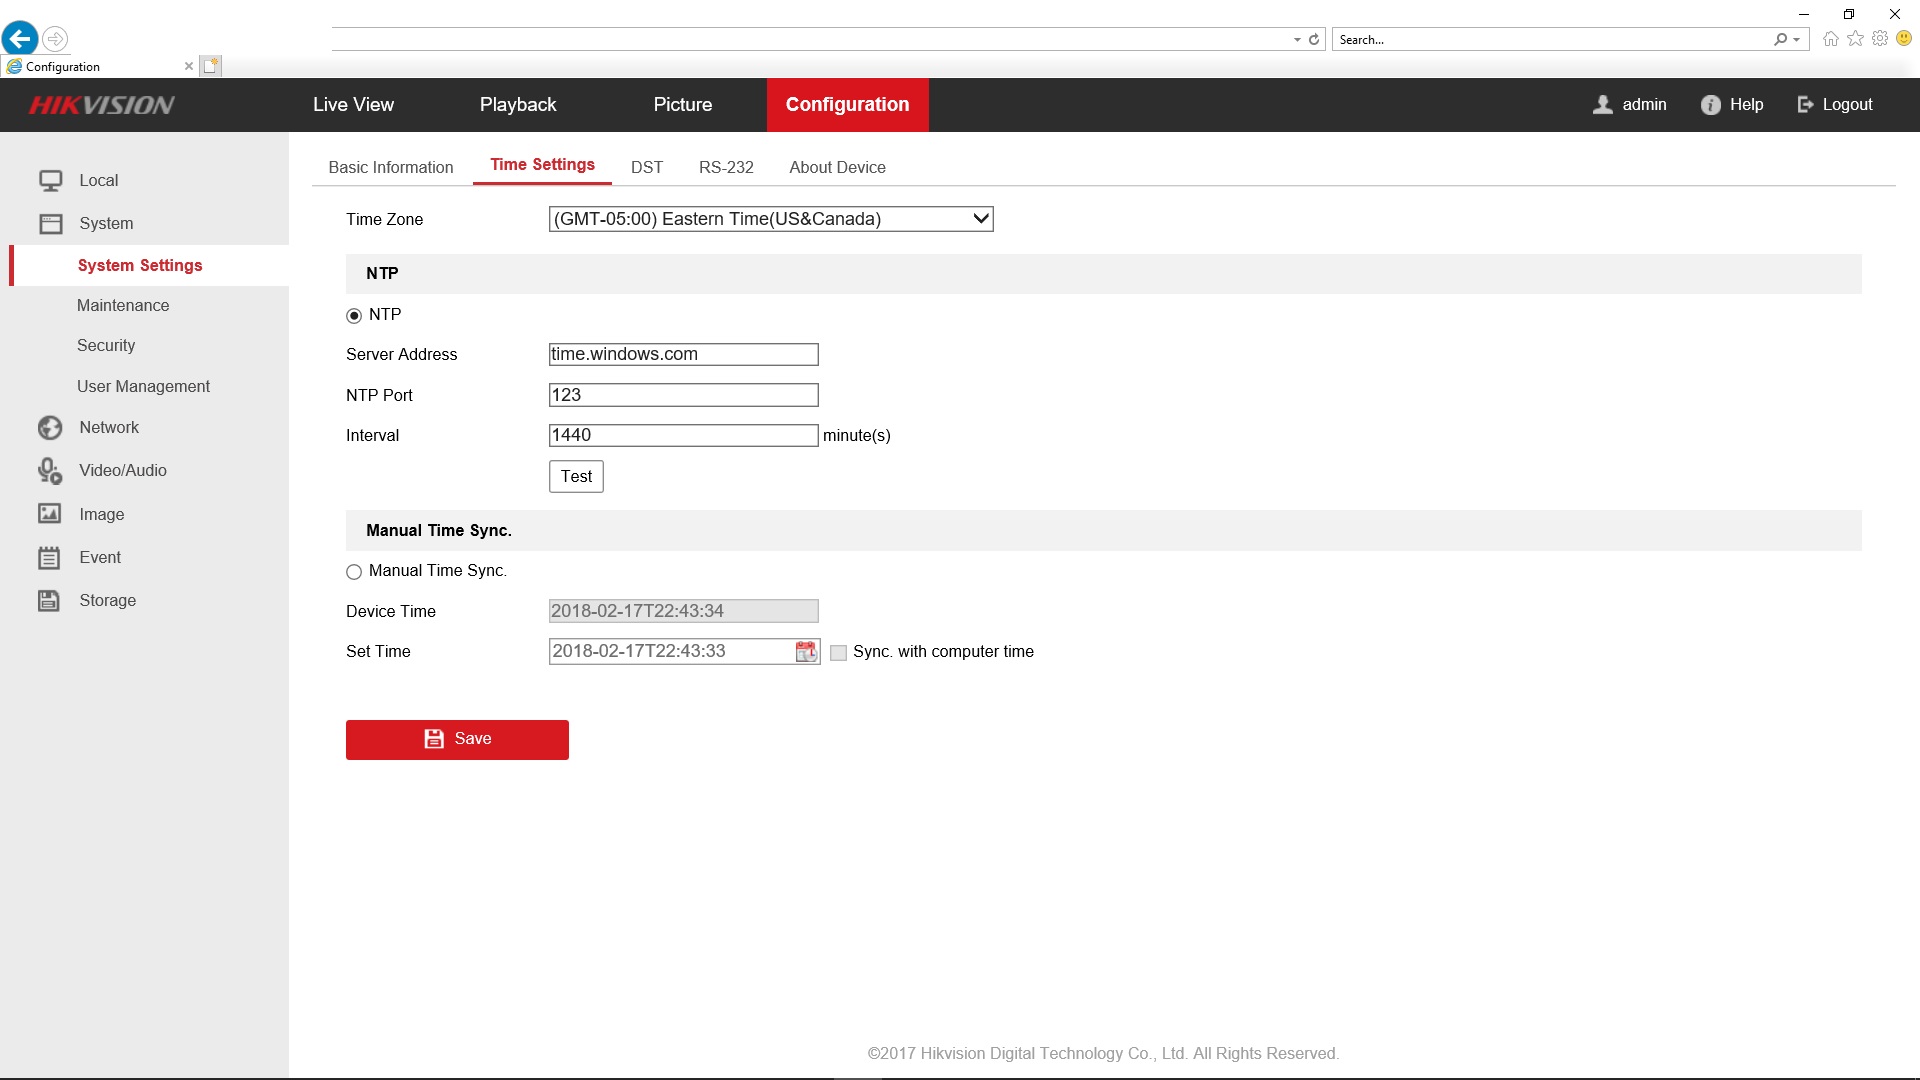 Search...
Configuration
HIKVISION Live View Playback Picture Configuration admin Help Logout
Basic Information Time Settings DST RS-232 About Device
Local
System
System Settings
Maintenance
Security
User Management
Network
Video/Audio
Image
Event
Storage
Time Zone (GMT-05:00) Eastern Time(US&Canada)
NTP
NTP
Server Address time.windows.com
NTP Port 123
Interval 1440 minute(s)
Test
Manual Time Sync.
Manual Time Sync.
Device Time 2018-02-17T22:43:34
Set Time 2018-02-17T22:43:33 Sync. with computer time
Save
©2017 Hikvision Digital Technology Co., Ltd. All Rights Reserved.